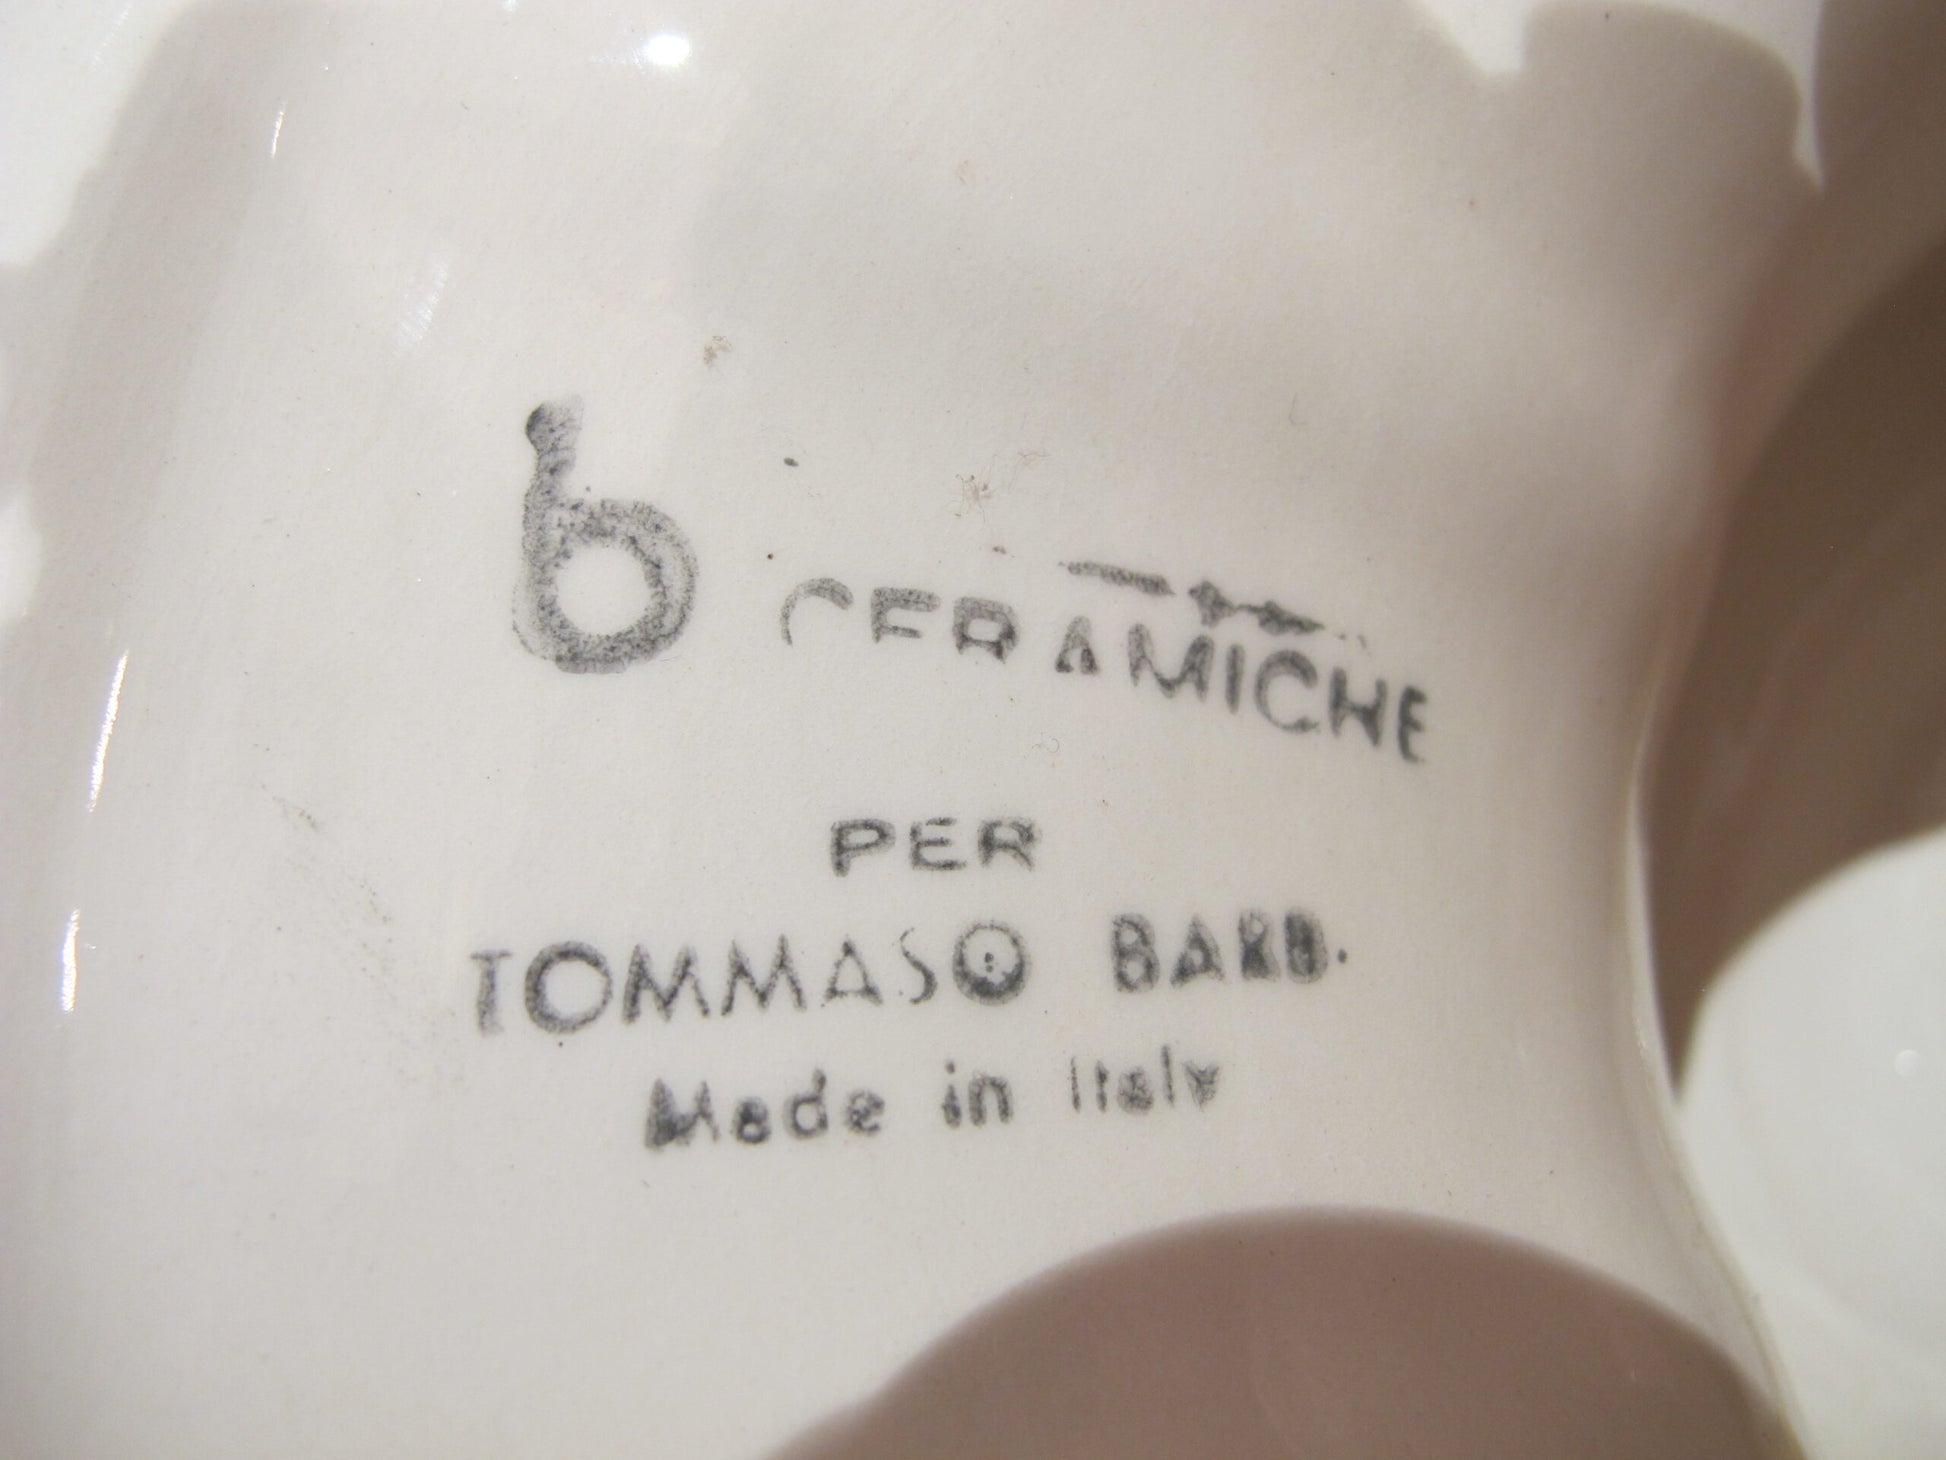 b CERAMICHE
PER
TOMMASO BARB.
Made in Italy